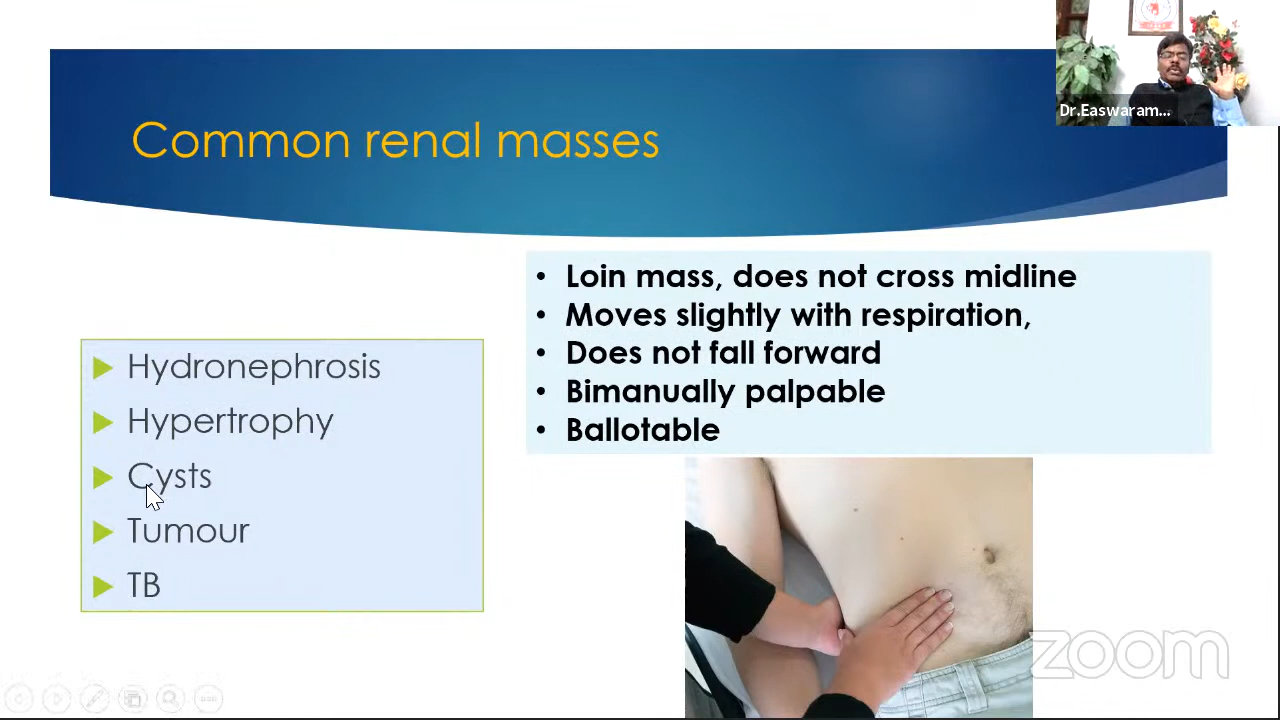 Dr.Easwaram...
Common renal masses
Hydronephrosis
Hypertrophy
Cysts
Tumour
TB
• Loin mass, does not cross midline
• Moves slightly with respiration,
• Does not fall forward
• Bimanually palpable
• Ballotable
zoom